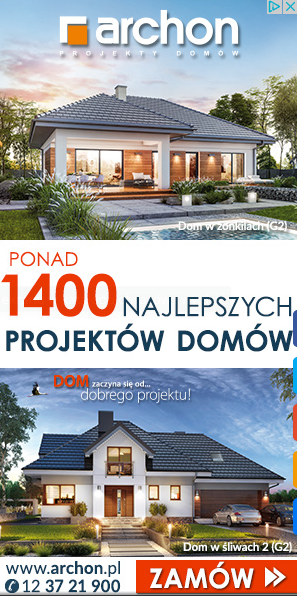 archon
PROJEKTY DOMÓW
Dom w żonkilach (G2)
PONAD
1400 NAJLEPSZYCH
PROJEKTÓW DOMÓW
DOM zaczyna się od...
dobrego projektu!
Dom w śliwach 2 (G2)
www.archon.pl
12 37 21 900
ZAMÓW